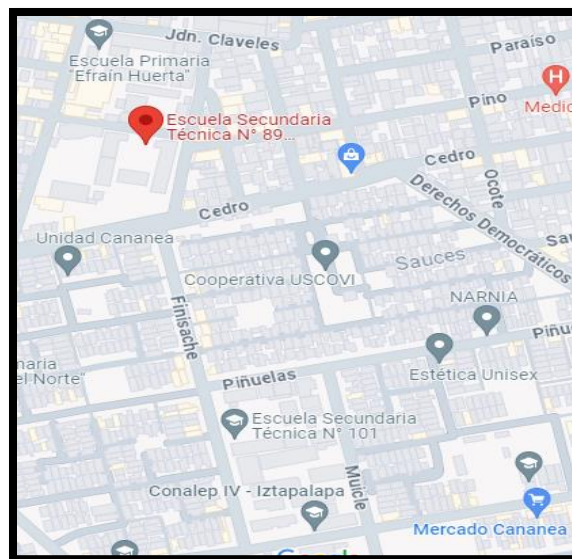 Jdn. Claveles
Escuela Primaria
"Efraín Huerta"
Paraíso
Pino
H
Medic
Escuela Secundaria
Técnica N° 89...
Cedro
Ocote
Cedro
Derechos Democráticos
Unidad Cananea
Sauces
Sau
Cooperativa USCOVI
Finisache
NARNIA
Piñu
maria
el Norte"
Piñuelas
Estética Unisex
Escuela Secundaria
Técnica N° 101
Muicle
Conalep IV - Iztapalapa
Mercado Cananea